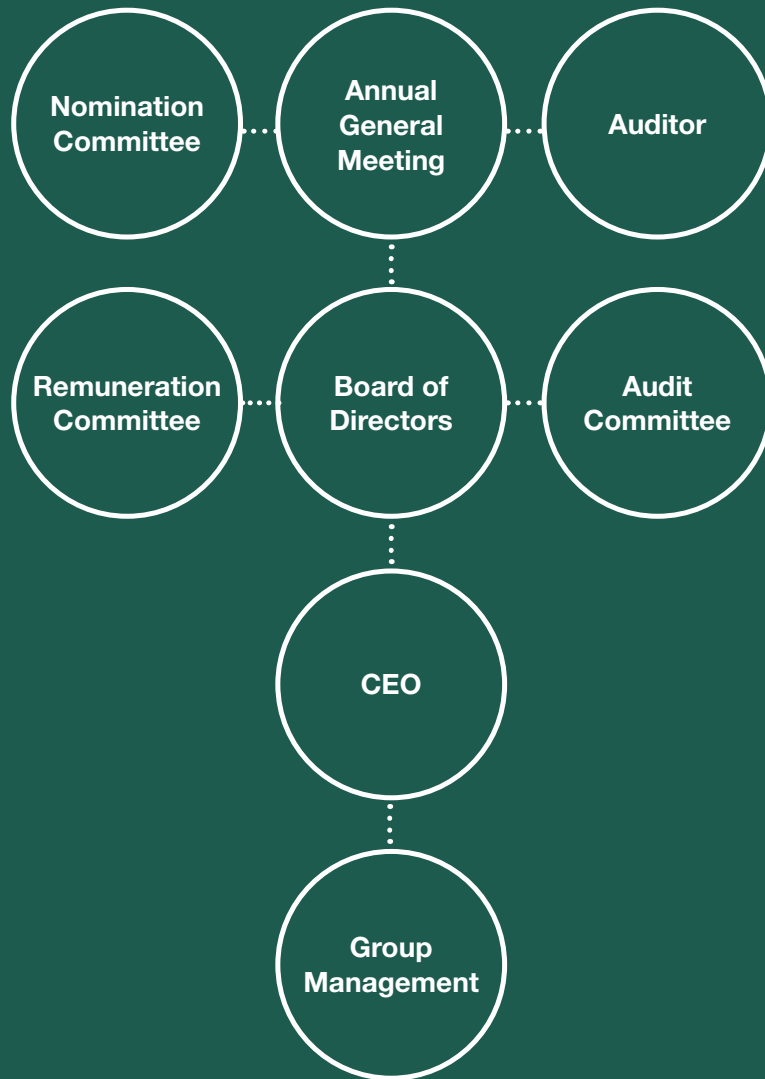 Nomination
Committee
Annual
General
Meeting
Auditor
Remuneration
Committee
Board of
Directors
Audit
Committee
CEO
Group
Management